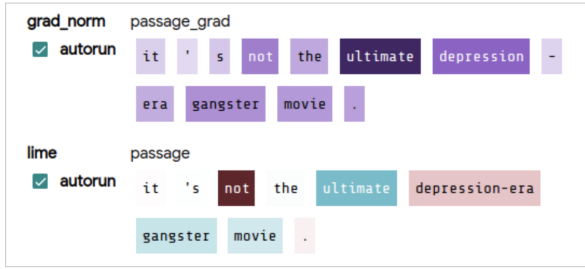 grad_norm passage_grad
autorun it ' s not the ultimate depression -
era gangster movie .
lime passage
autorun it 's not the ultimate depression-era
gangster movie .